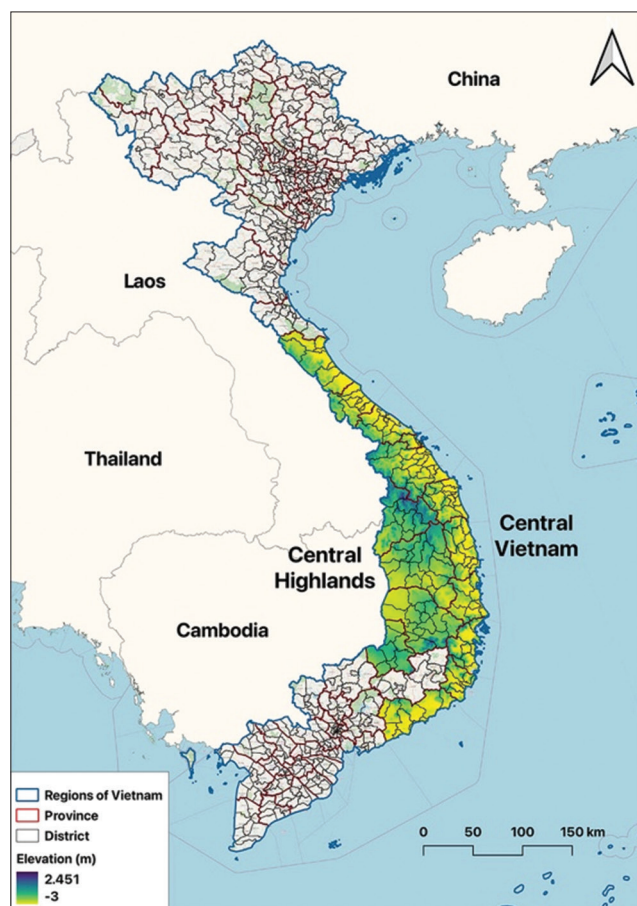 China
Laos
Thailand
Central
Vietnam
Central
Highlands
Cambodia
Regions of Vietnam
Province
District
Elevation (m)
2.451
-3
0 50 100 150 km